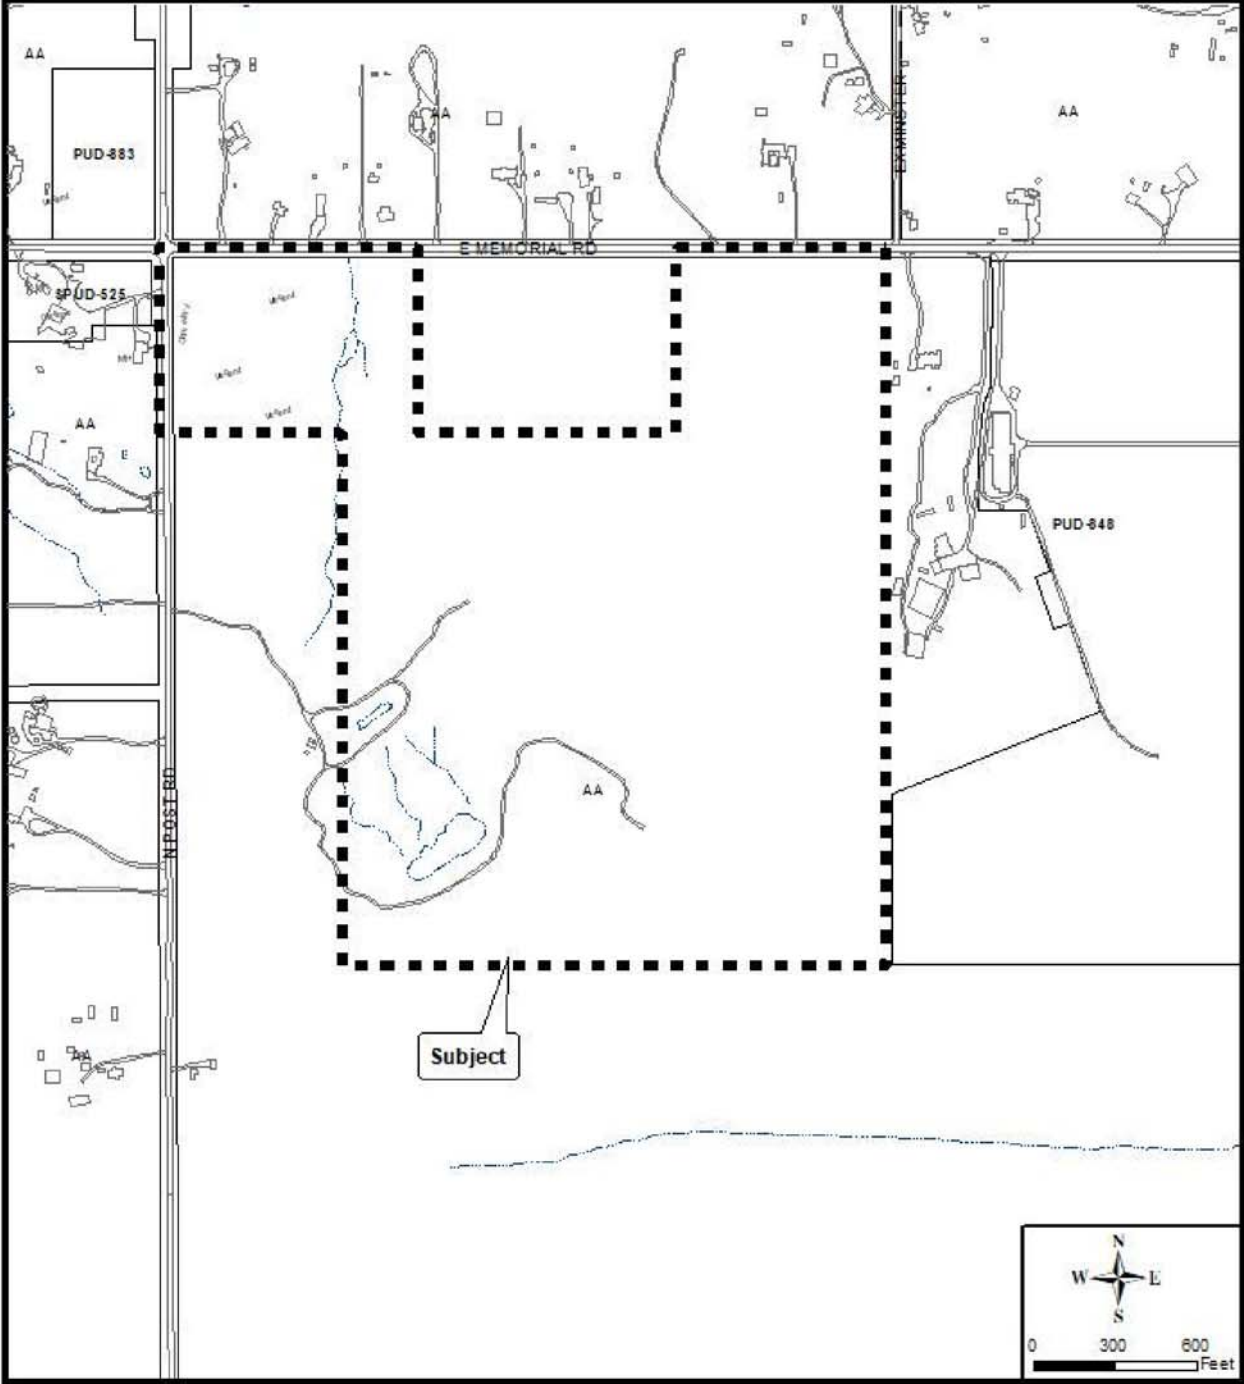 AA
PUD-883
AA
EXMINSTER
AA
E MEMORIAL RD
SPUD-525
AA
PUD-848
N POST RD
AA
AA
Subject
N
W E
S
0 300 600
Feet